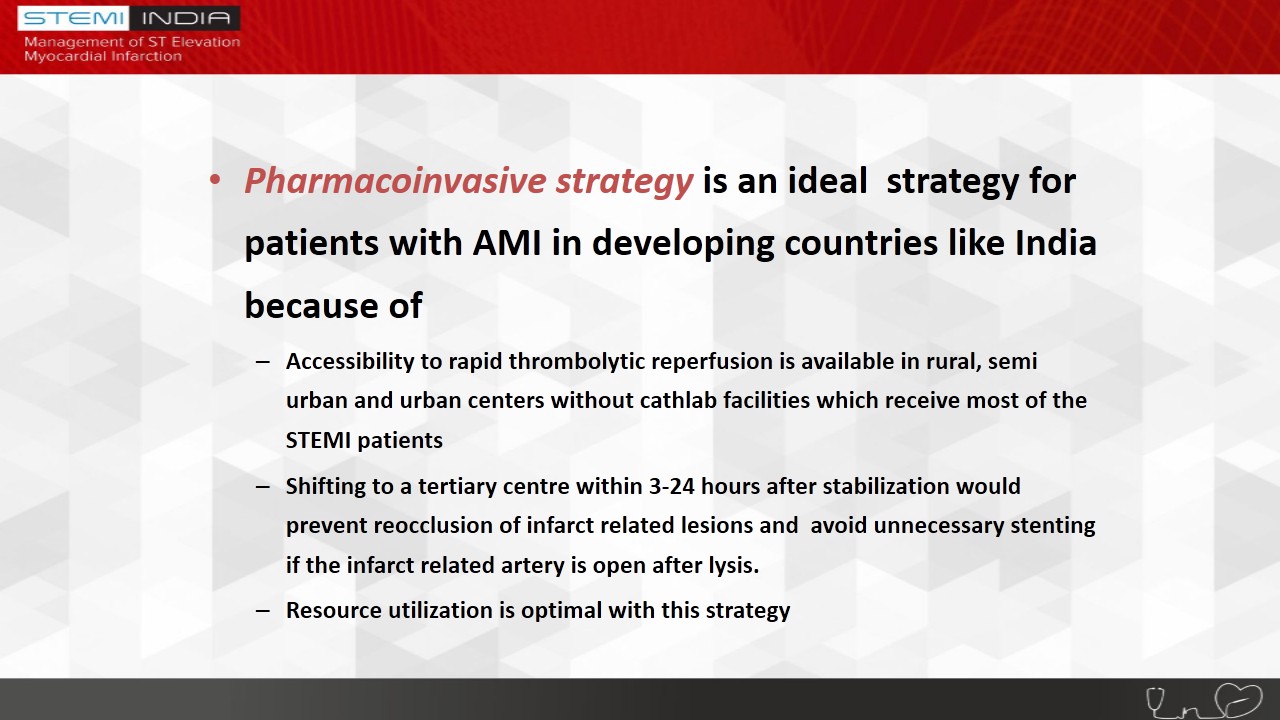 STEMI INDIA
Management of ST Elevation
Myocardial Infarction
• Pharmacoinvasive strategy is an ideal strategy for
patients with AMI in developing countries like India
because of
– Accessibility to rapid thrombolytic reperfusion is available in rural, semi
urban and urban centers without cathlab facilities which receive most of the
STEMI patients
– Shifting to a tertiary centre within 3-24 hours after stabilization would
prevent reocclusion of infarct related lesions and avoid unnecessary stenting
if the infarct related artery is open after lysis.
– Resource utilization is optimal with this strategy